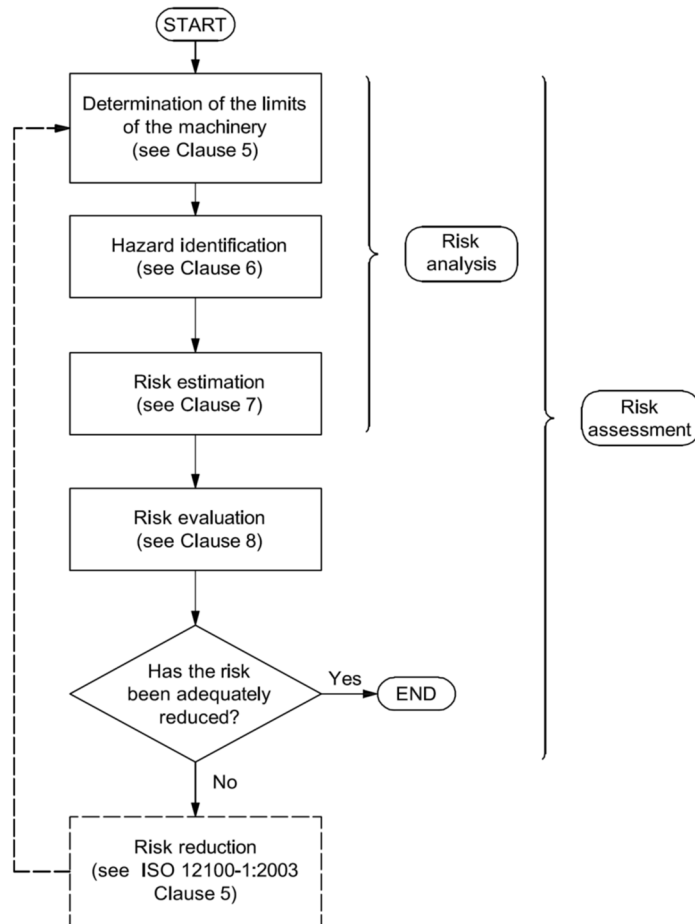 START
Determination of the limits
of the machinery
(see Clause 5)
Hazard identification
(see Clause 6)
Risk
analysis
Risk estimation
(see Clause 7)
Risk
assessment
Risk evaluation
(see Clause 8)
Has the risk
been adequately
reduced?
Yes
END
No
Risk reduction
(see ISO 12100-1:2003
Clause 5)